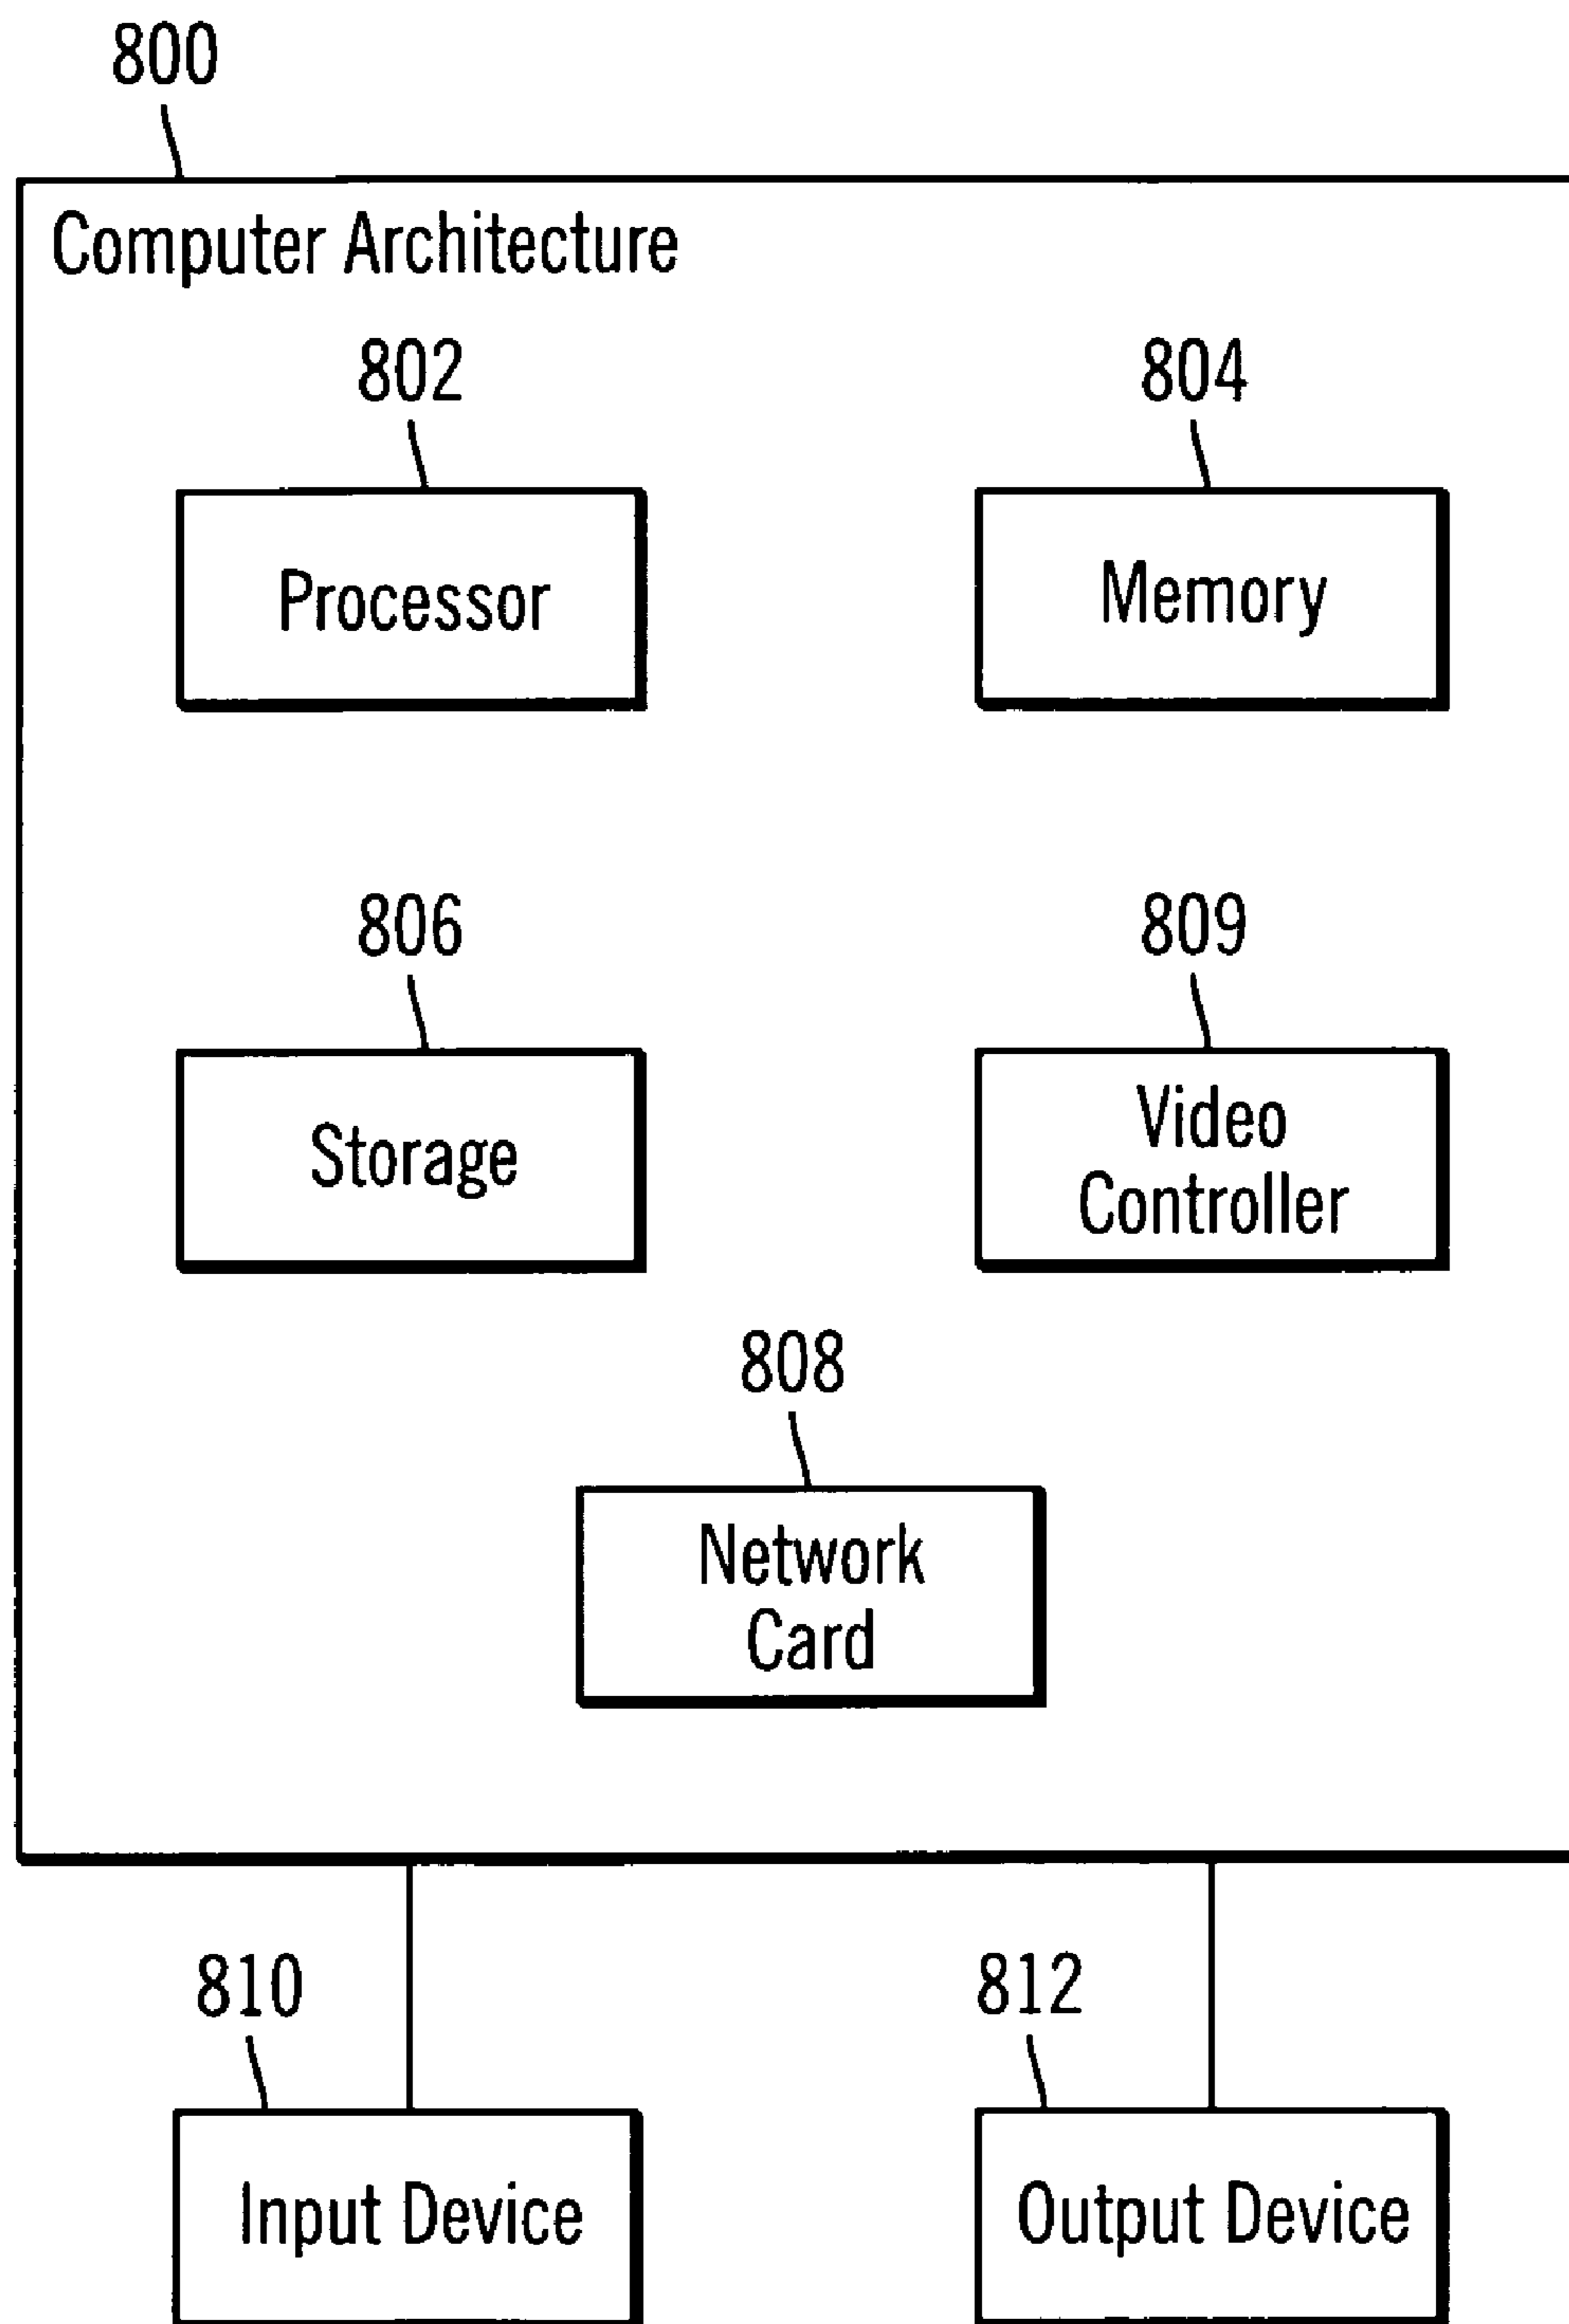 800
Computer Architecture
802
804
Processor
Memory
806
809
Storage
Video
Controller
808
Network
Card
810
812
Input Device
Output Device